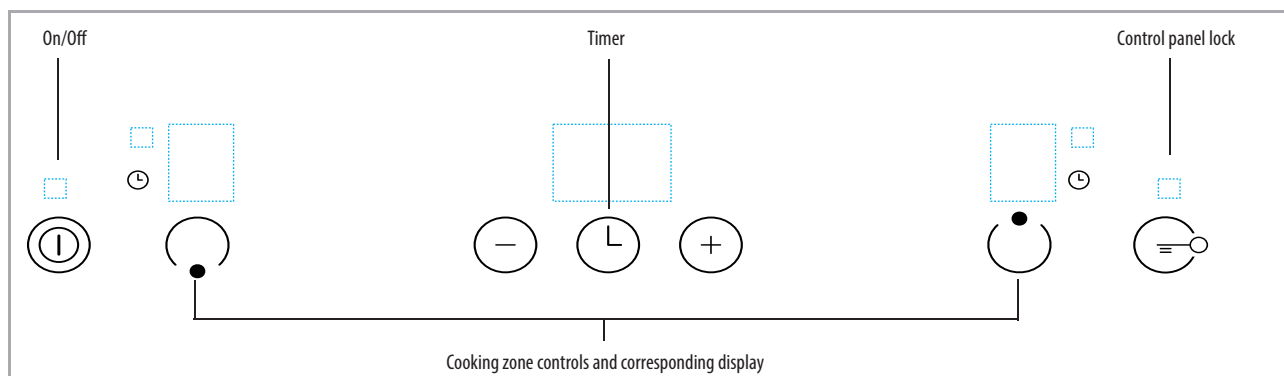 On/Off
Timer
Control panel lock
Cooking zone controls and corresponding display